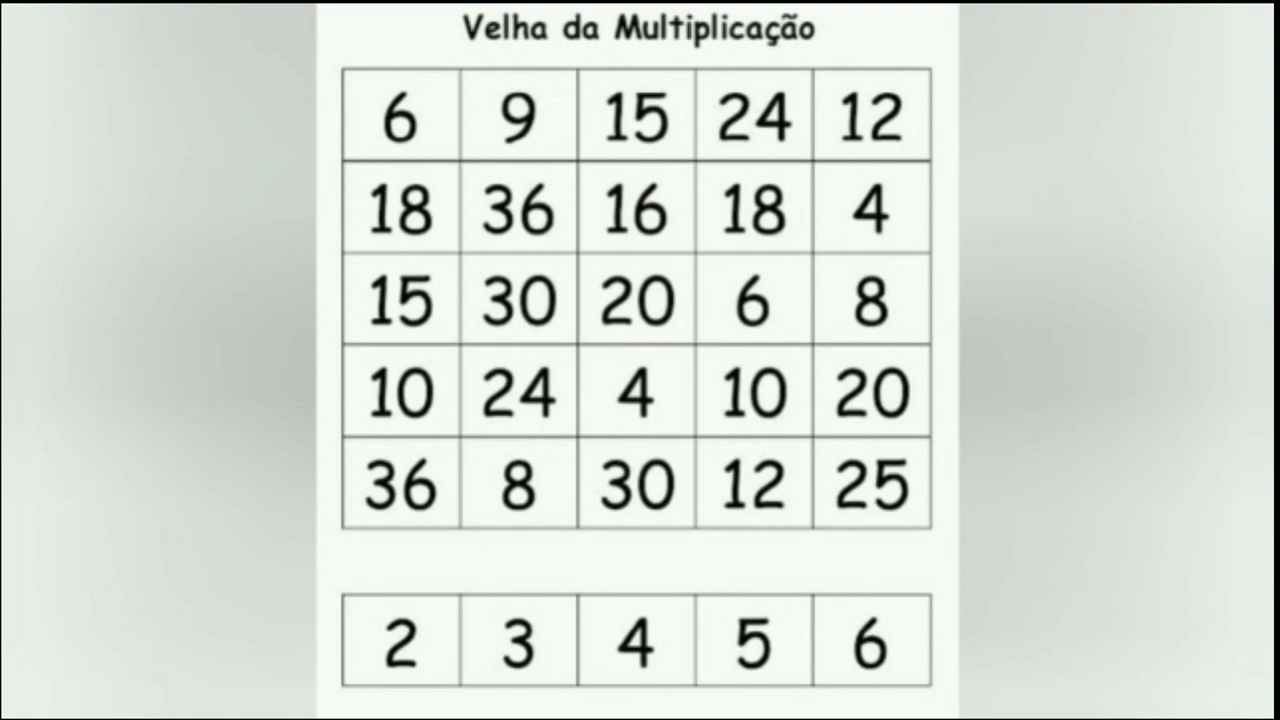 Velha da Multiplicação
6 9 15 24 12
18 36 16 18 4
15 30 20 6 8
10 24 4 10 20
36 8 30 12 25
2 3 4 5 6